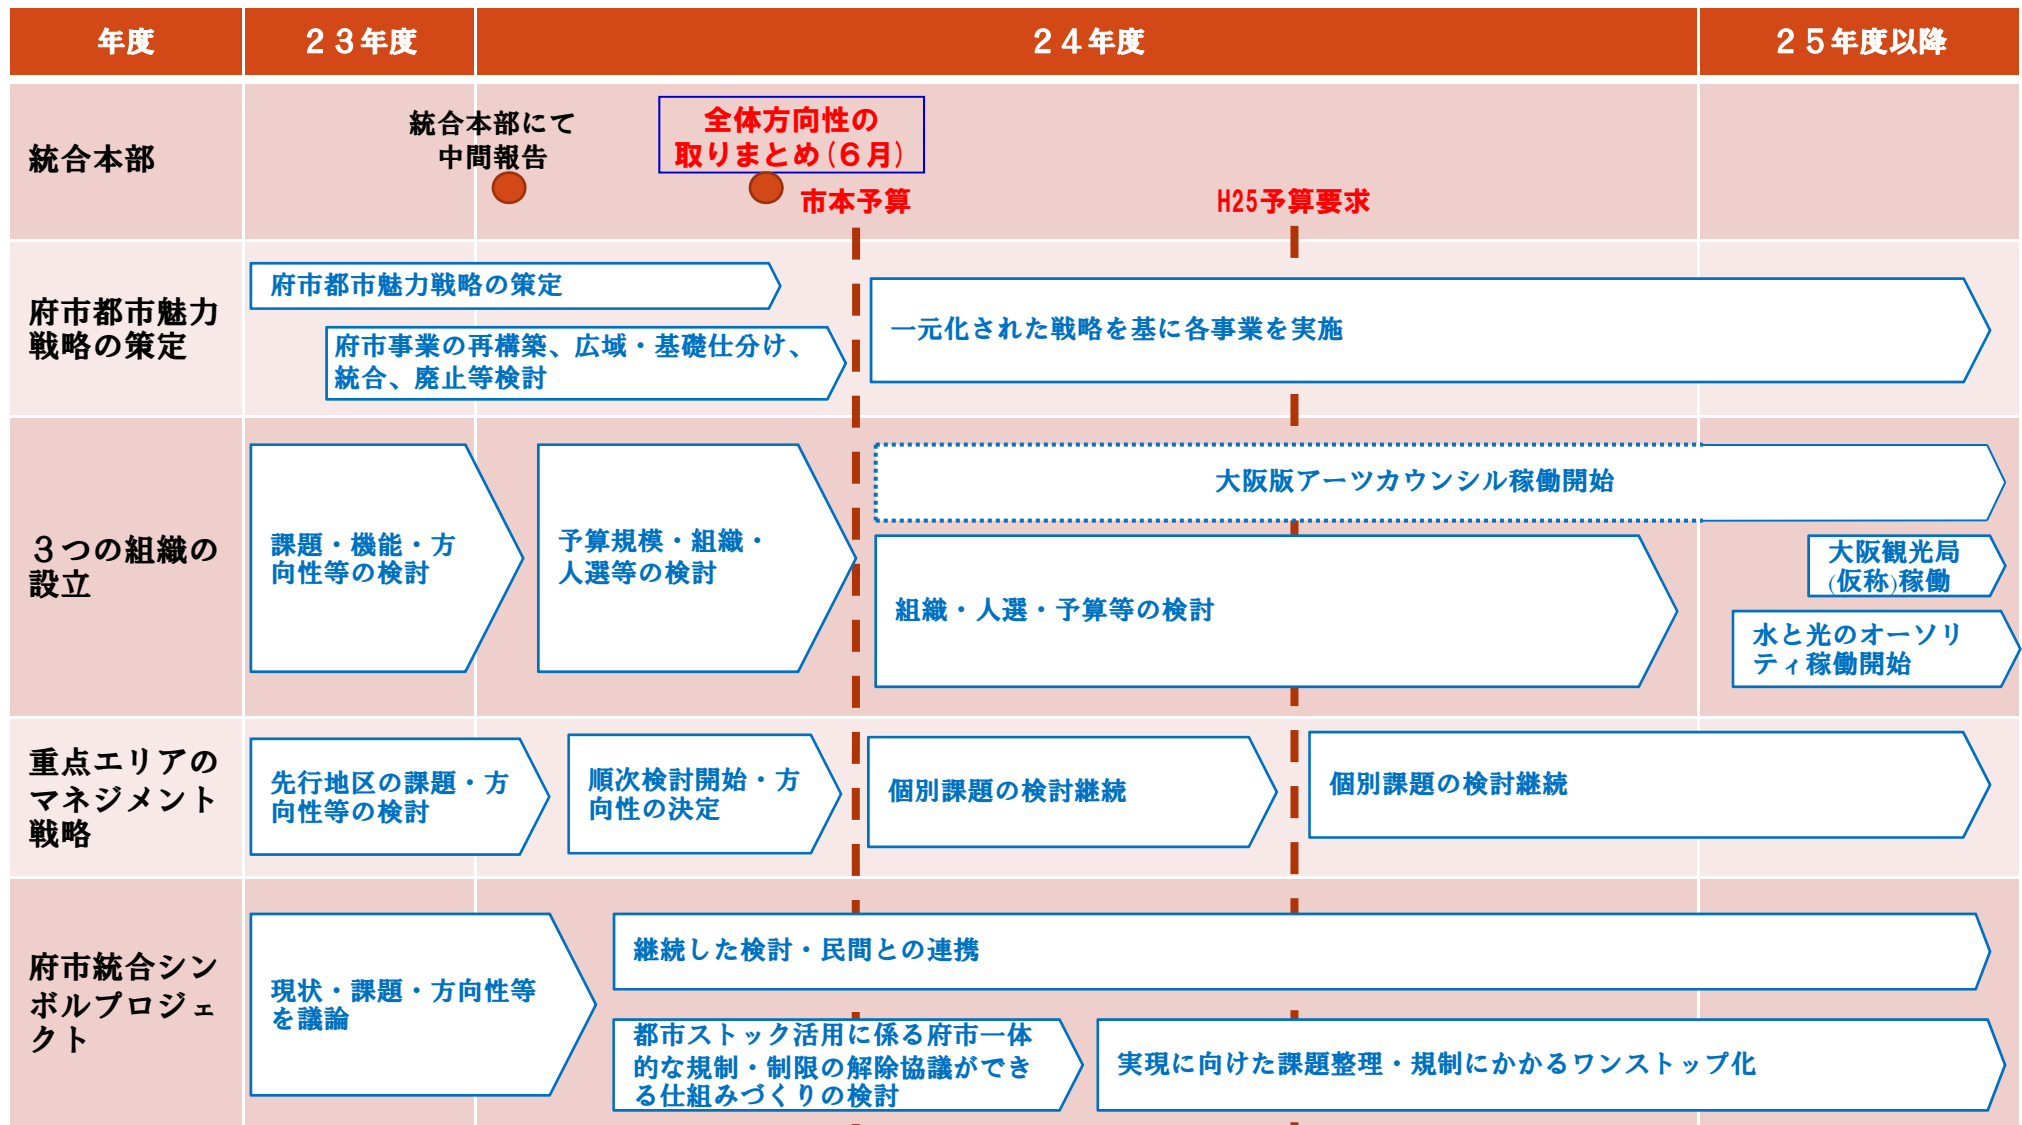 年度
２３年度
２４年度
２５年度以降
統合本部
統合本部にて
中間報告
全体方向性の
取りまとめ(６月)
市本予算
H25予算要求
府市都市魅力
戦略の策定
府市都市魅力戦略の策定
府市事業の再構築、広域・基礎仕分け、
統合、廃止等検討
一元化された戦略を基に各事業を実施
３つの組織の
設立
課題・機能・方
向性等の検討
予算規模・組織・
人選等の検討
大阪版アーツカウンシル稼働開始
組織・人選・予算等の検討
大阪観光局
(仮称)稼働
水と光のオーソリ
ティ稼働開始
重点エリアの
マネジメント
戦略
先行地区の課題・方
向性等の検討
順次検討開始・方
向性の決定
個別課題の検討継続
個別課題の検討継続
府市統合シン
ボルプロジェ
クト
現状・課題・方向性等
を議論
継続した検討・民間との連携
都市ストック活用に係る府市一体
的な規制・制限の解除協議ができ
る仕組みづくりの検討
実現に向けた課題整理・規制にかかるワンストップ化